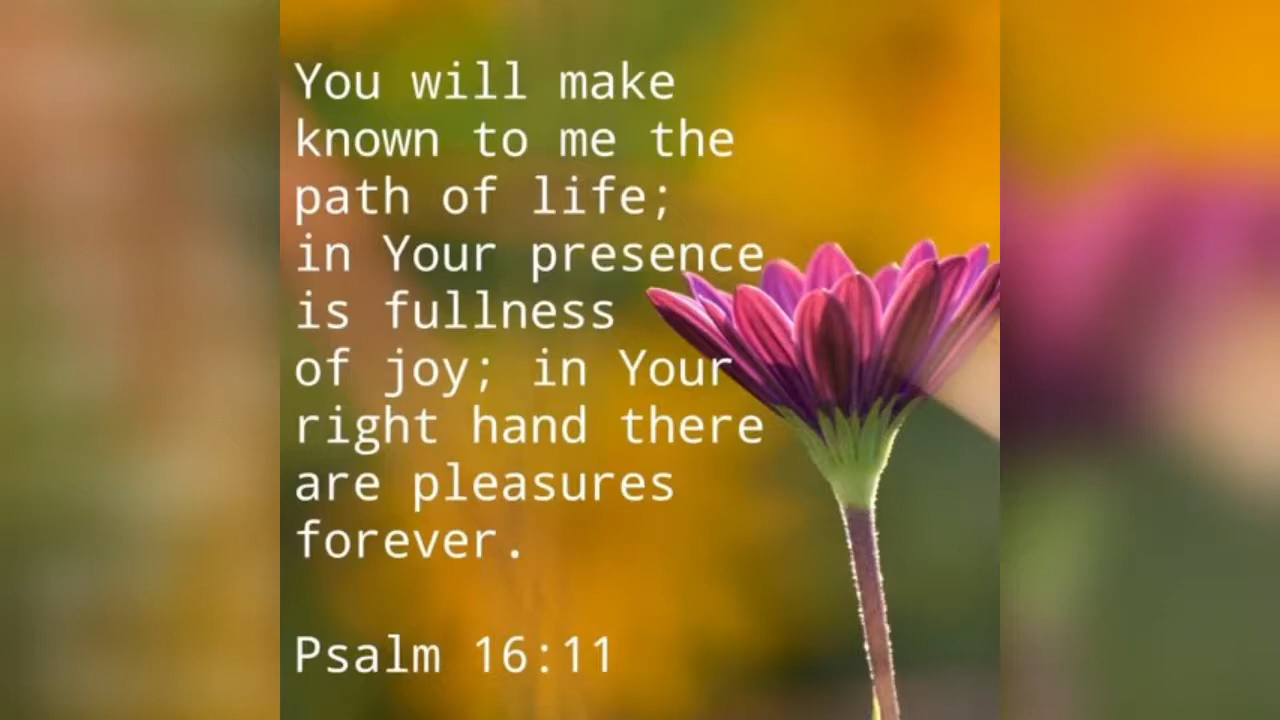 You will make
known to me the
path of life;
in Your presence
is fullness
of joy; in Your
right hand there
are pleasures
forever.
Psalm 16:11